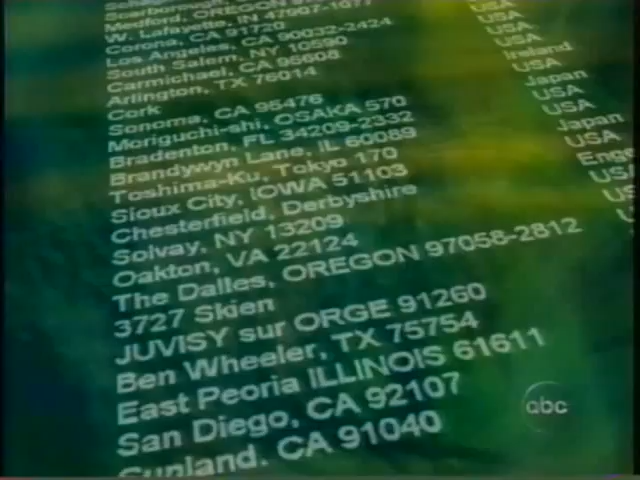 Scarborough,
Medford, OREGON USA
W. Lafayette, IN 47907-1077 USA
Corona, CA 91720 USA
Los Angeles, CA 90032-2424 USA
South Salem, NY 10590 Ireland
Carmichael, CA 95608 USA
Arlington, TX 76014 Japan
Cork USA
Sonoma, CA 95476 USA
Moriguchi-shi, OSAKA 570 Japan
Bradenton, FL 34209-2332 USA
Brandywyn Lane, IL 60089
Toshima-Ku, Tokyo 170
Sioux City, IOWA 51103
Chesterfield, Derbyshire
Solvay, NY 13209
Oakton, VA 22124
The Dalles, OREGON 97058-2812
3727 Skien
JUVISY sur ORGE 91260
Ben Wheeler, TX 75754
East Peoria ILLINOIS 61611
San Diego, CA 92107
Sunland, CA 91040
abc